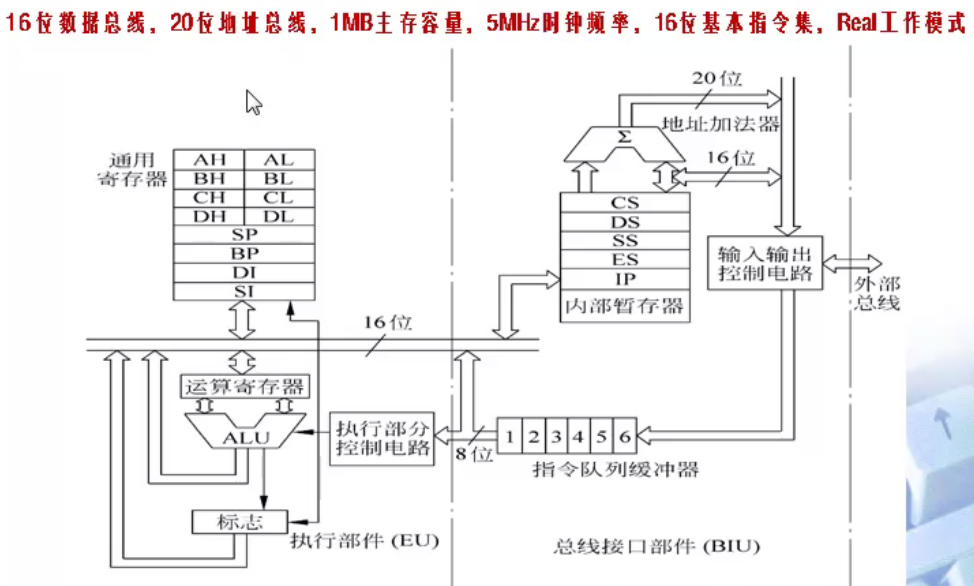 16位数据总线，20位地址总线，1MB主存容量，5MHz时钟频率，16位基本指令集，Real工作模式
20位
地址加法器
Σ
16位
通用
寄存器
AH AL
BH BL
CH CL
DH DL
SP
BP
DI
SI
CS
DS
SS
ES
IP
内部暂存器
输入输出
控制电路
外部
总线
16位
运算寄存器
ALU
执行部分
控制电路
8位
1 2 3 4 5 6
指令队列缓冲器
标志
执行部件 (EU)
总线接口部件 (BIU)